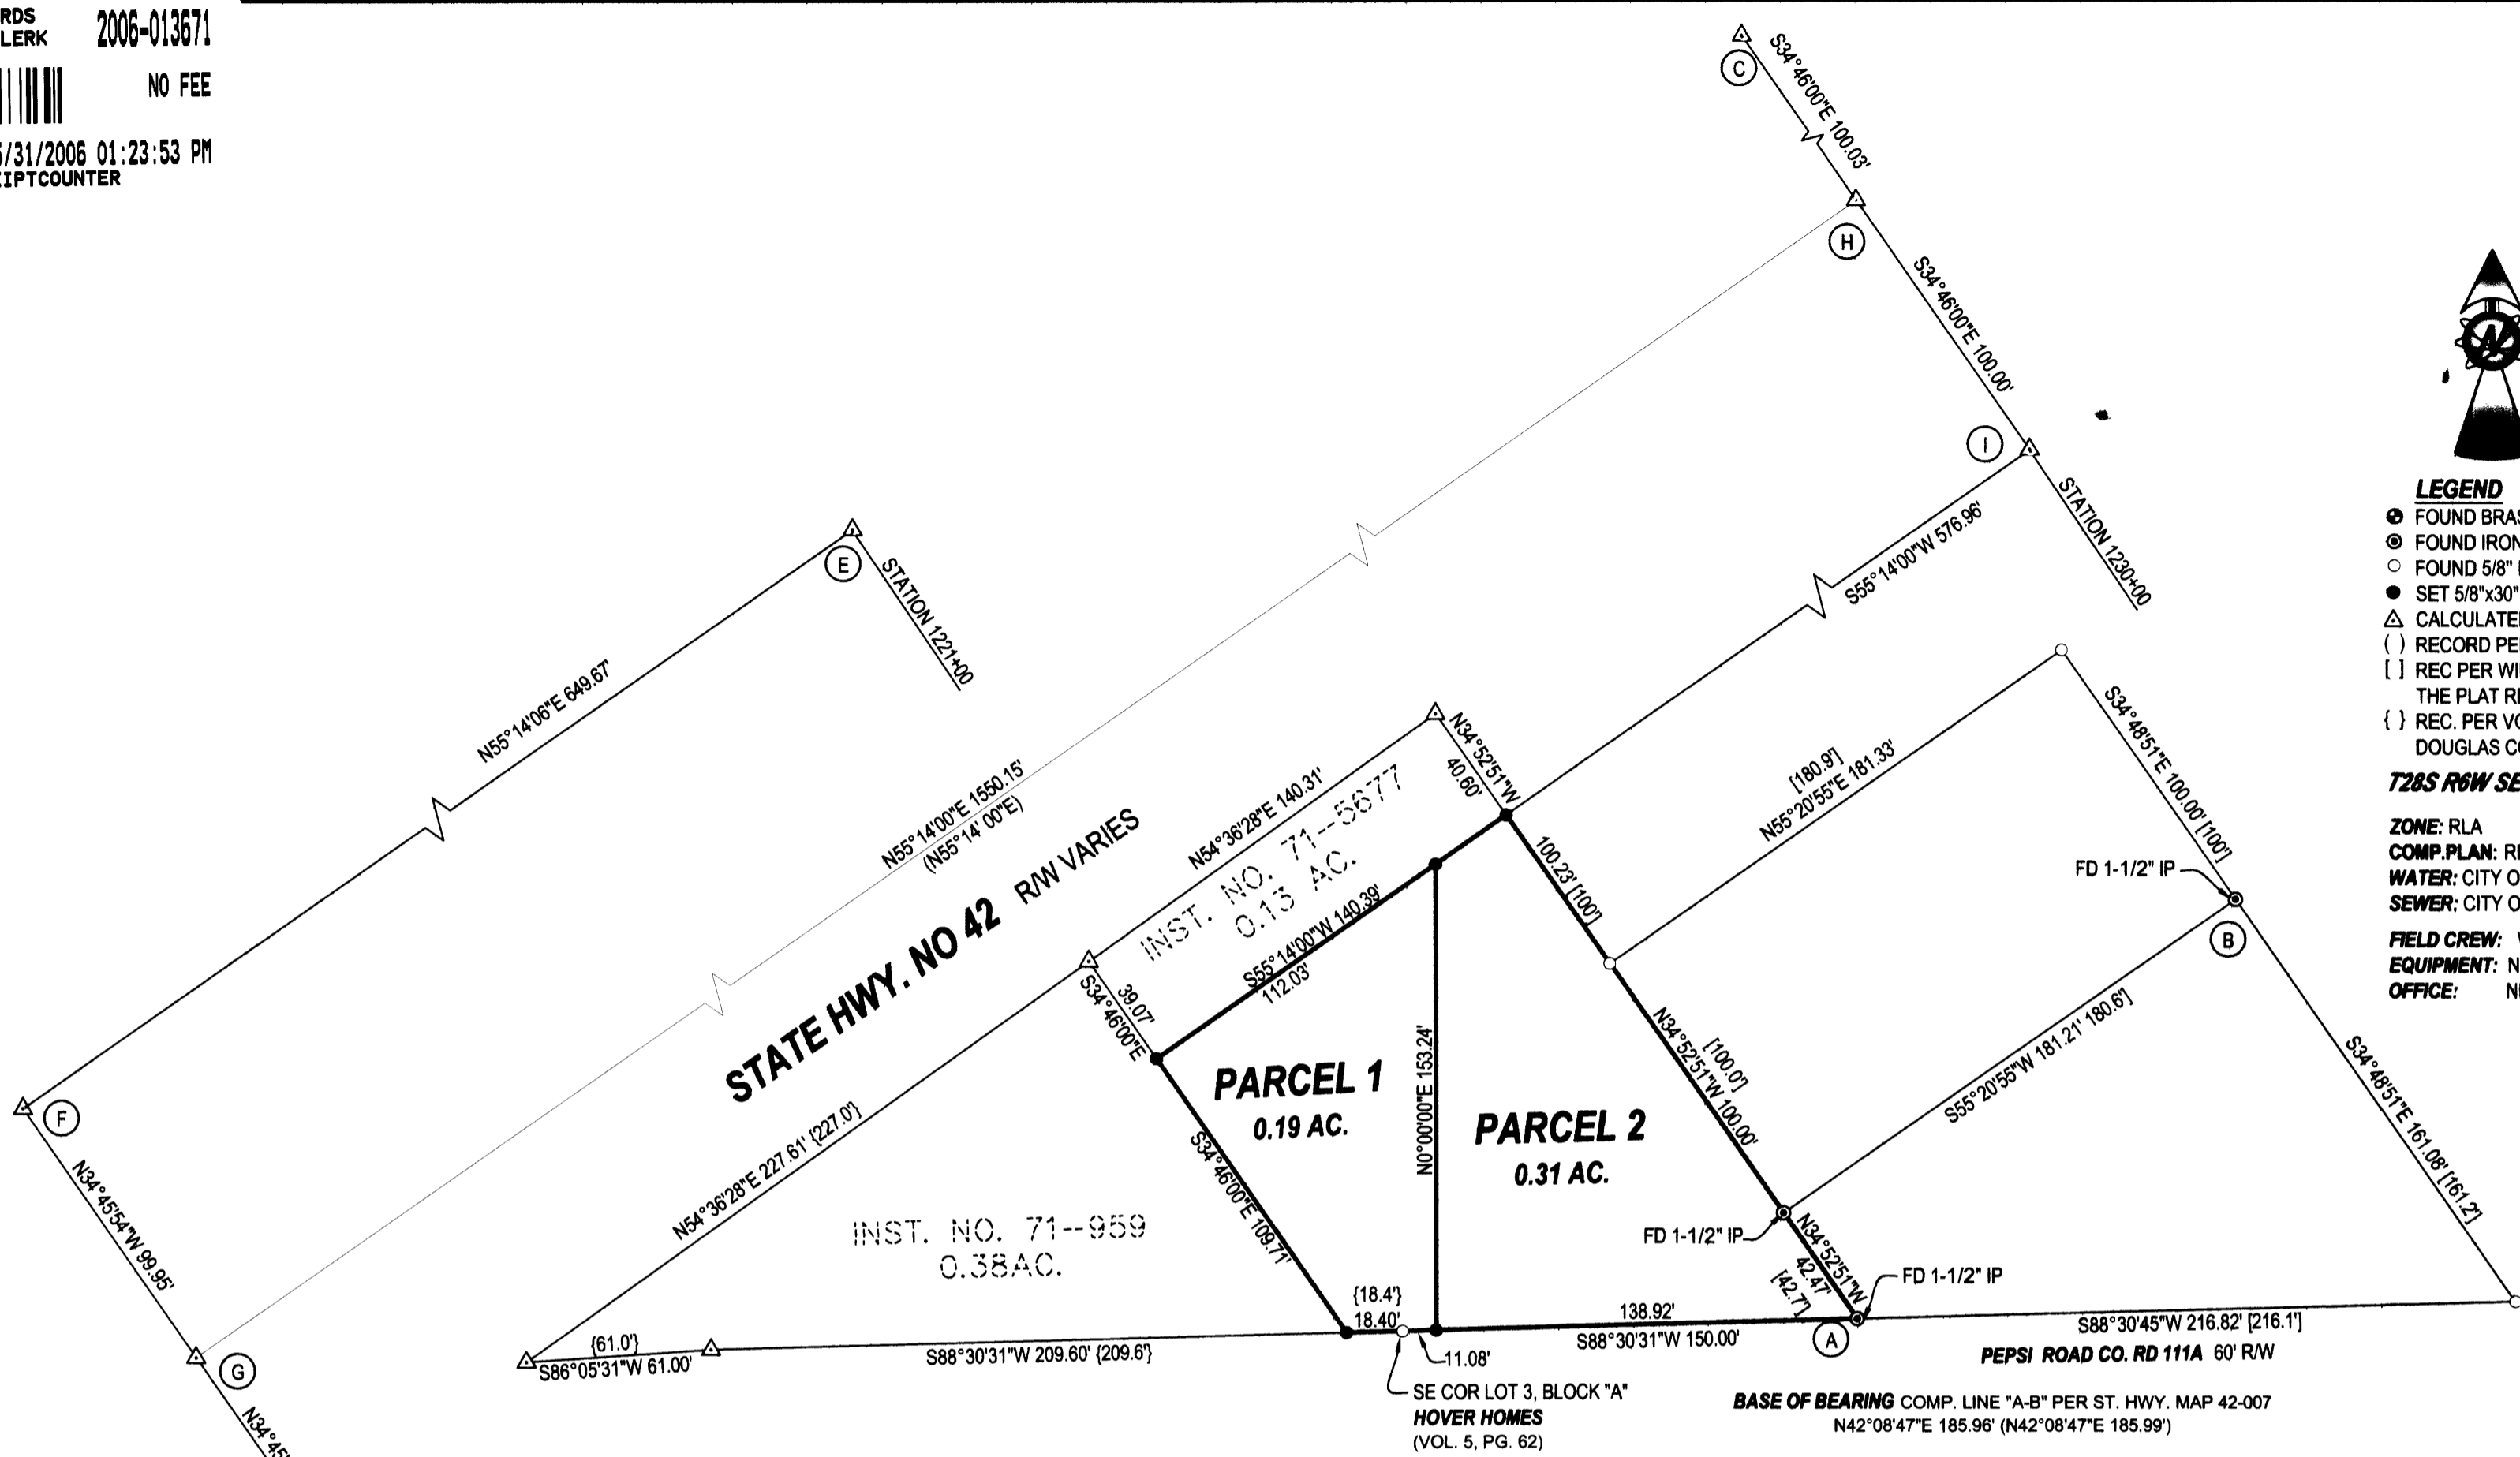 RDS
LERK
2006-013671
NO FEE
/31/2006 01:23:53 PM
IPTCOUNTER
C
S34°46'00"E 100.03'
H
S34°46'00"E 100.00'
I
STATION 1230+00
S55°14'00"W 576.96'
E
STATION 1221+00
N55°14'06"E 649.67'
N55°14'00"E 1550.15'
(N55°14' 00"E)
STATE HWY. NO 42 R/W VARIES
N54°36'28"E 140.31'
INST. NO. 71--5677
0.13 AC.
N34°52'51"W
40.60'
S55°14'00"W 140.39'
112.03'
39.07'
S34°46'00"E
100.23' [100']
[180.9']
N55°20'55"E 181.33'
S34°48'51"E 100.00' [100']
FD 1-1/2" IP
B
PARCEL 1
0.19 AC.
N0°00'00"E 153.24'
PARCEL 2
0.31 AC.
[100.0']
N34°52'51"W 100.00'
S55°20'55"W 181.21' 180.6']
S34°48'51"E 161.08' [161.2']
F
N34°45'54"W 99.95'
G
N34°45'
N54°36'28"E 227.61' {227.0'}
INST. NO. 71--959
0.38AC.
S34°46'00"E 109.71'
FD 1-1/2" IP
N34°52'51"W
42.47'
[42.7']
FD 1-1/2" IP
{61.0'}
S86°05'31"W 61.00'
S88°30'31"W 209.60' {209.6'}
{18.4'}
18.40'
11.08'
138.92'
S88°30'31"W 150.00'
A
S88°30'45"W 216.82' [216.1']
PEPSI ROAD CO. RD 111A 60' R/W
SE COR LOT 3, BLOCK "A"
HOVER HOMES
(VOL. 5, PG. 62)
BASE OF BEARING COMP. LINE "A-B" PER ST. HWY. MAP 42-007
N42°08'47"E 185.96' (N42°08'47"E 185.99')
LEGEND
FOUND BRAS
FOUND IRON
FOUND 5/8"
SET 5/8"x30"
CALCULATE
( ) RECORD PE
[ ] REC PER WI
THE PLAT R
{ } REC. PER VO
DOUGLAS C
T28S R6W SE
ZONE: RLA
COMP.PLAN: R
WATER: CITY O
SEWER: CITY O
FIELD CREW:
EQUIPMENT: N
OFFICE: N